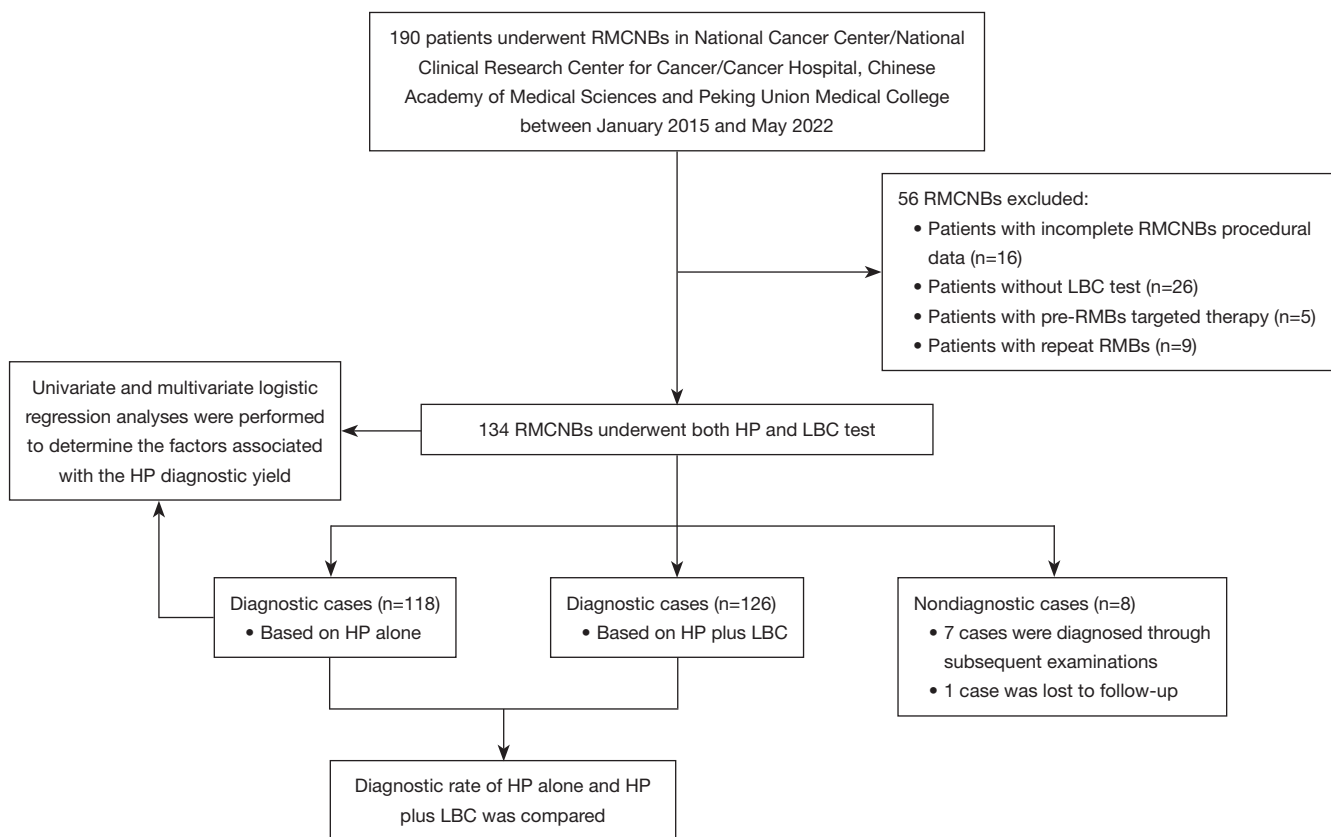 190 patients underwent RMCNBs in National Cancer Center/National
Clinical Research Center for Cancer/Cancer Hospital, Chinese
Academy of Medical Sciences and Peking Union Medical College
between January 2015 and May 2022
56 RMCNBs excluded:
• Patients with incomplete RMCNBs procedural
data (n=16)
• Patients without LBC test (n=26)
• Patients with pre-RMBs targeted therapy (n=5)
• Patients with repeat RMBs (n=9)
Univariate and multivariate logistic
regression analyses were performed
to determine the factors associated
with the HP diagnostic yield
134 RMCNBs underwent both HP and LBC test
Diagnostic cases (n=118)
• Based on HP alone
Diagnostic cases (n=126)
• Based on HP plus LBC
Nondiagnostic cases (n=8)
• 7 cases were diagnosed through
subsequent examinations
• 1 case was lost to follow-up
Diagnostic rate of HP alone and HP
plus LBC was compared